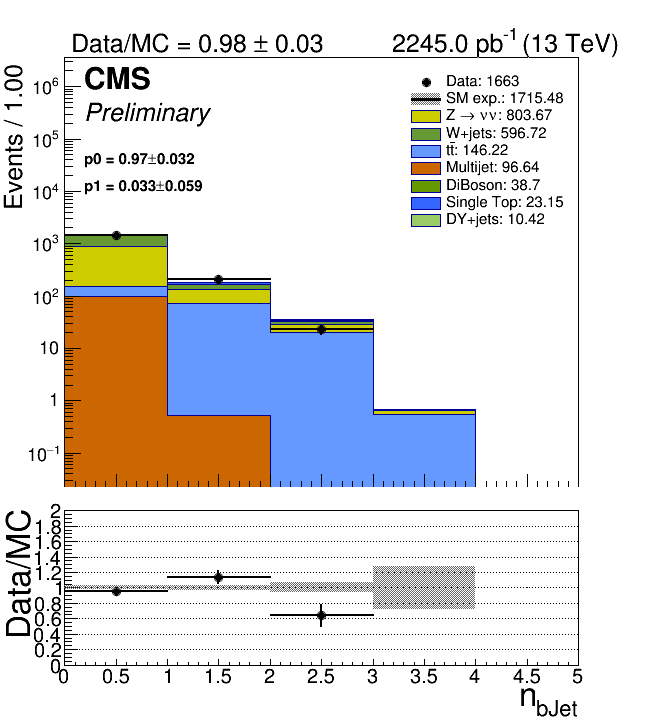 Data/MC = 0.98 ± 0.03 2245.0 pb⁻¹ (13 TeV)
CMS
Preliminary
p0 = 0.97±0.032
p1 = 0.033±0.059
Data: 1663
SM exp.: 1715.48
Z → νν: 803.67
W+jets: 596.72
tt̄: 146.22
Multijet: 96.64
DiBoson: 38.7
Single Top: 23.15
DY+jets: 10.42
Events / 1.00
10⁶
10⁵
10⁴
10³
10²
10
1
10⁻¹
Data/MC
2
1.8
1.6
1.4
1.2
1
0.8
0.6
0.4
0.2
0
0 0.5 1 1.5 2 2.5 3 3.5 4 4.5 5
n_bJet